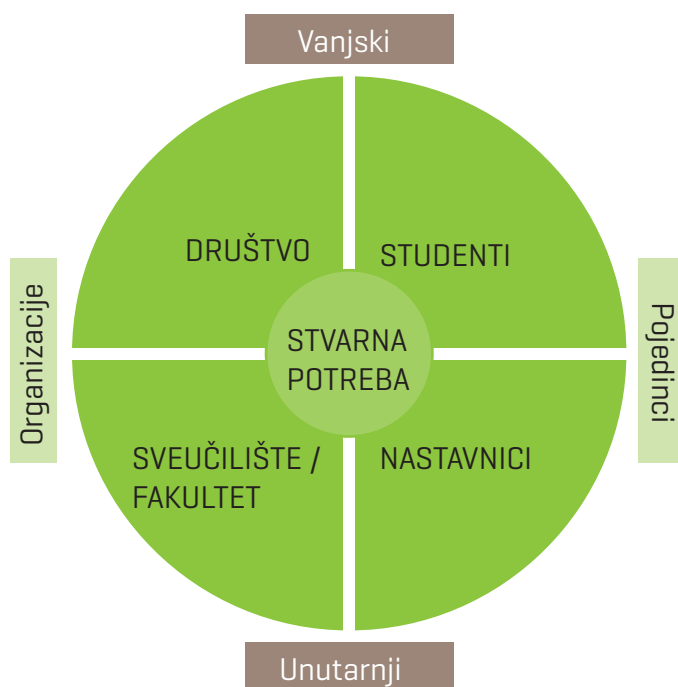 Vanjski
DRUŠTVO
STUDENTI
Organizacije
STVARNA
POTREBA
Pojedinci
SVEUČILIŠTE /
FAKULTET
NASTAVNICI
Unutarnji